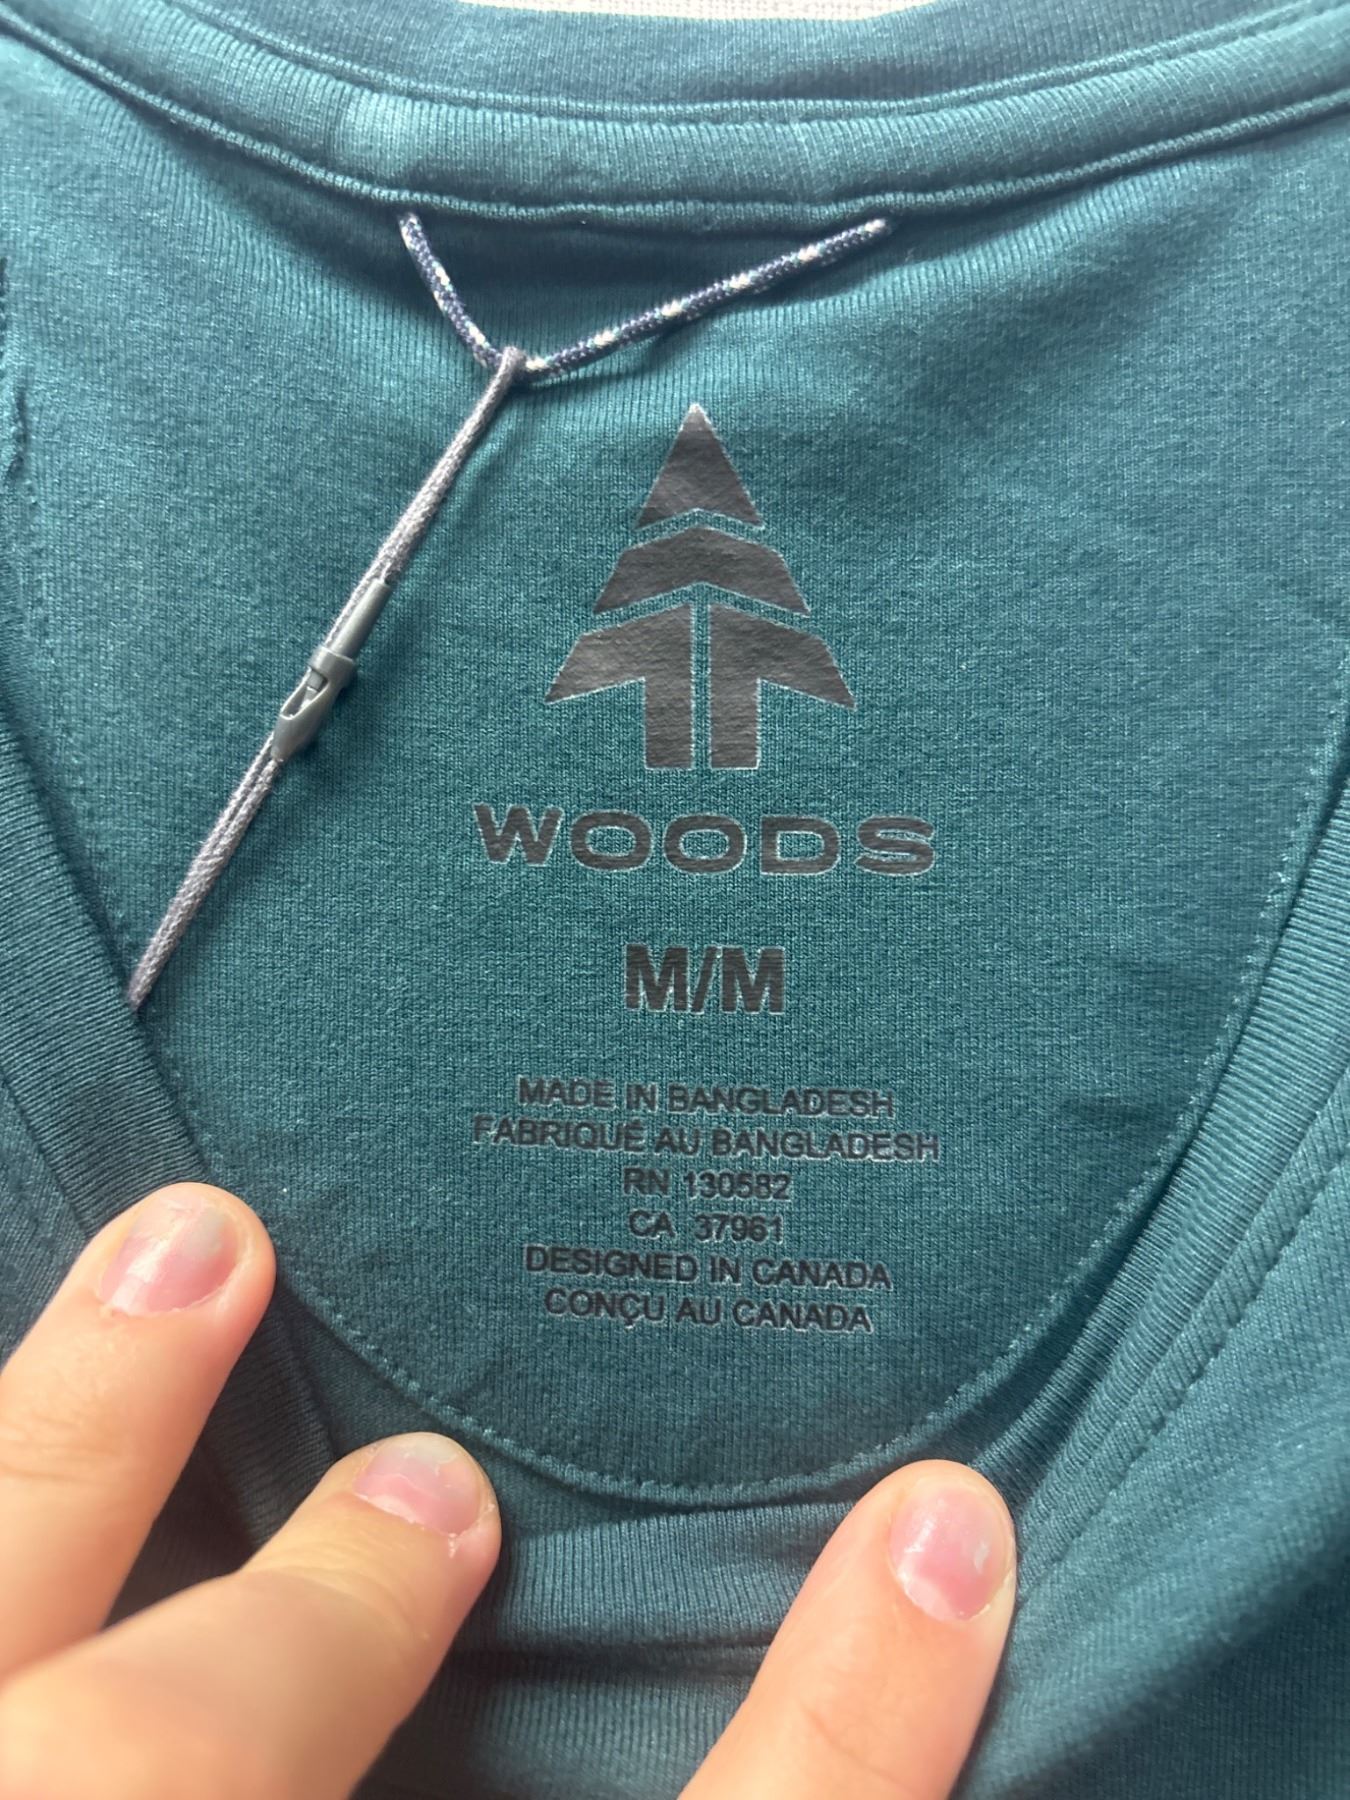 WOODS
M/M
MADE IN BANGLADESH
FABRIQUÉ AU BANGLADESH
RN 130582
CA 37961
DESIGNED IN CANADA
CONÇU AU CANADA